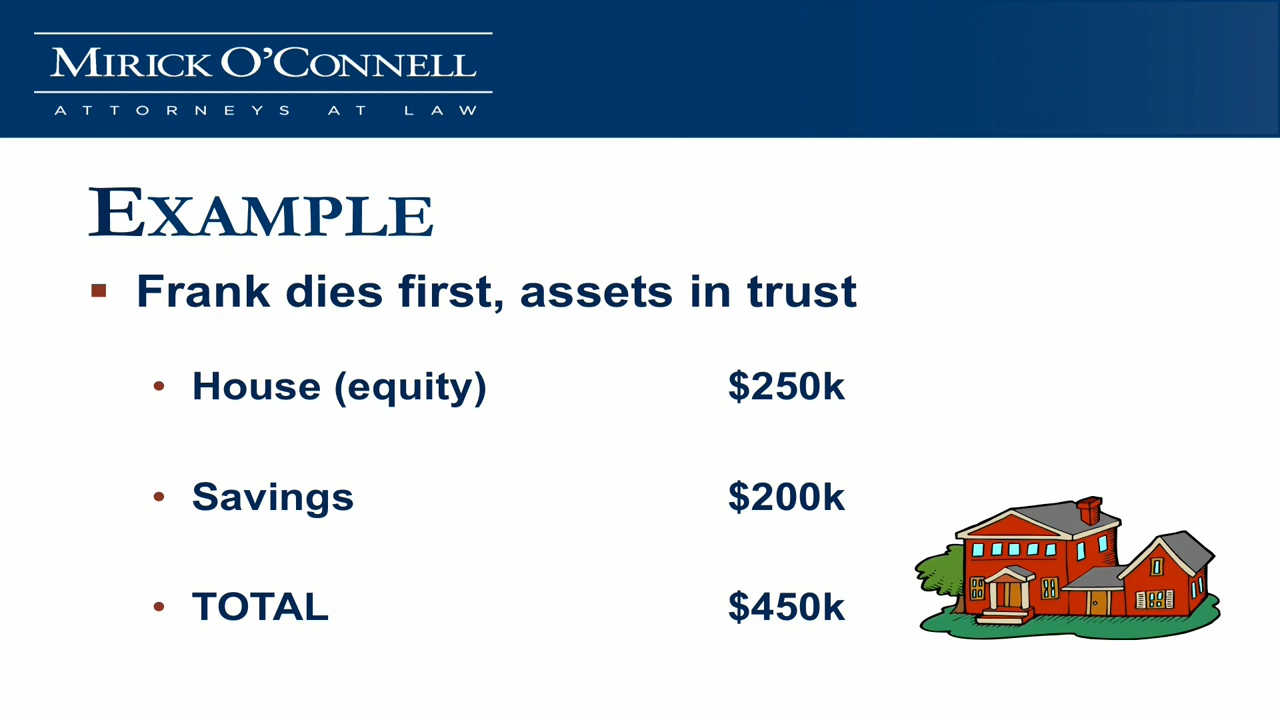 MIRICK O'CONNELL
ATTORNEYS AT LAW
EXAMPLE
▪ Frank dies first, assets in trust
• House (equity) $250k
• Savings $200k
• TOTAL $450k